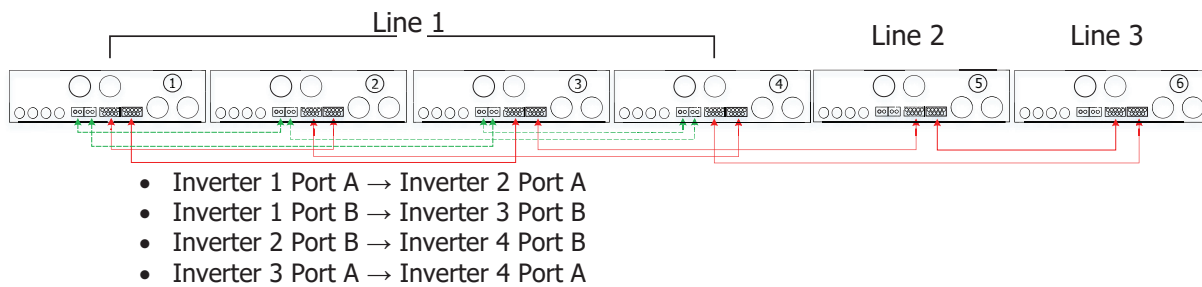 Line 1
Line 2
Line 3
①
②
③
④
⑤
⑥
• Inverter 1 Port A → Inverter 2 Port A
• Inverter 1 Port B → Inverter 3 Port B
• Inverter 2 Port B → Inverter 4 Port B
• Inverter 3 Port A → Inverter 4 Port A